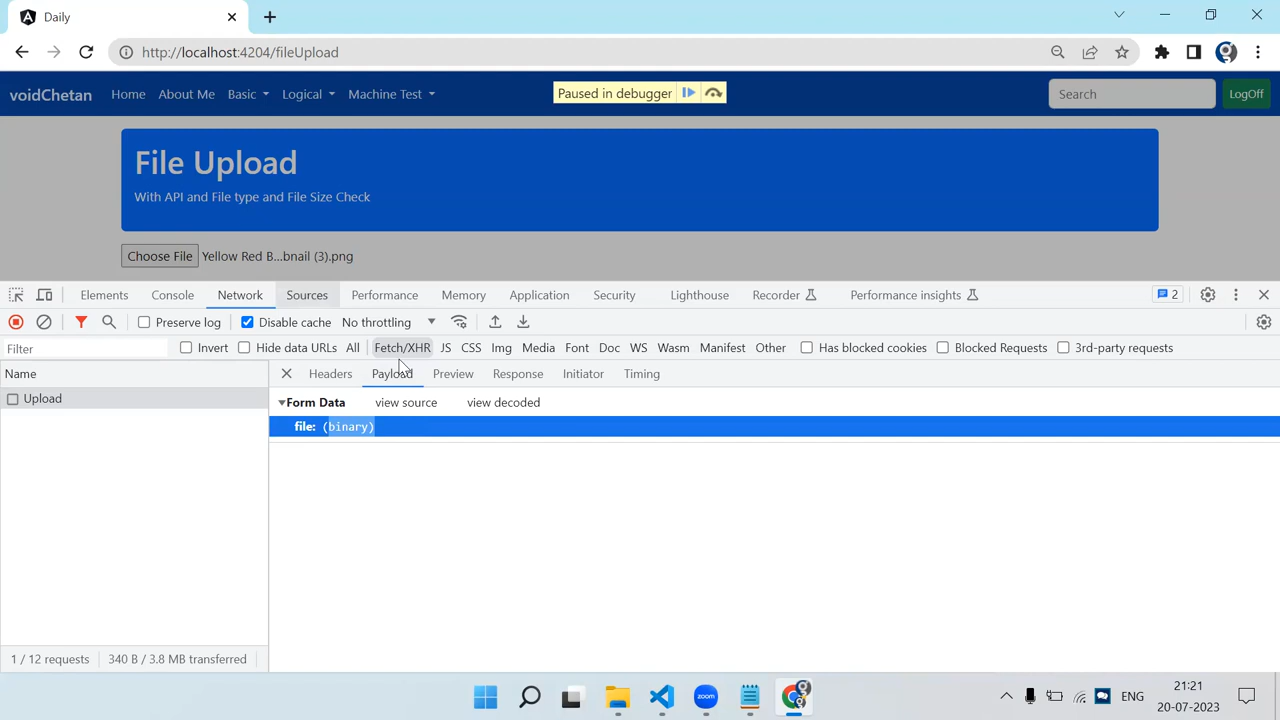 Daily
http://localhost:4204/fileUpload
voidChetan Home About Me Basic Logical Machine Test Paused in debugger Search LogOff
File Upload
With API and File type and File Size Check
Choose File Yellow Red B...bnail (3).png
Elements Console Network Sources Performance Memory Application Security Lighthouse Recorder Performance insights 2
Preserve log Disable cache No throttling
Filter Invert Hide data URLs All Fetch/XHR JS CSS Img Media Font Doc WS Wasm Manifest Other Has blocked cookies Blocked Requests 3rd-party requests
Name Headers Payload Preview Response Initiator Timing
Upload Form Data view source view decoded
file: (binary)
1 / 12 requests 340 B / 3.8 MB transferred
zoom ENG 21:21
20-07-2023